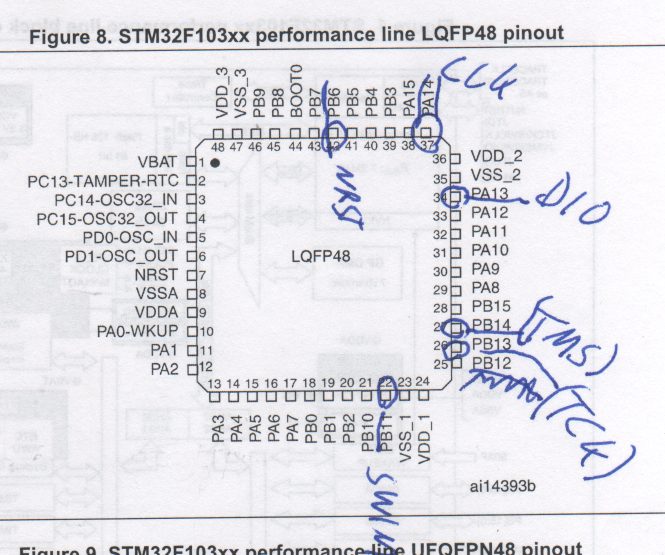 Figure 8. STM32F103xx performance line LQFP48 pinout
CClk
VDD_3
VSS_3
PB9
PB8
BOOT0
PB7
PB6
PB5
PB4
PB3
PA15
PA14
48 47 46 45 44 43 42 41 40 39 38 37
NRST
VBAT 1
PC13-TAMPER-RTC 2
PC14-OSC32_IN 3
PC15-OSC32_OUT 4
PD0-OSC_IN 5
PD1-OSC_OUT 6
NRST 7
VSSA 8
VDDA 9
PA0-WKUP 10
PA1 11
PA2 12
LQFP48
36 VDD_2
35 VSS_2
34 PA13 DIO
33 PA12
32 PA11
31 PA10
30 PA9
29 PA8
28 PB15
27 PB14 (TMS)
26 PB13 (TCK)
25 PB12
13 14 15 16 17 18 19 20 21 22 23 24
PA3
PA4
PA5
PA6
PA7
PB0
PB1
PB2
PB10
PB11
VSS_1
VDD_1
SWIM
ai14393b
Figure 9. STM32F103xx performance line UFQFPN48 pinout